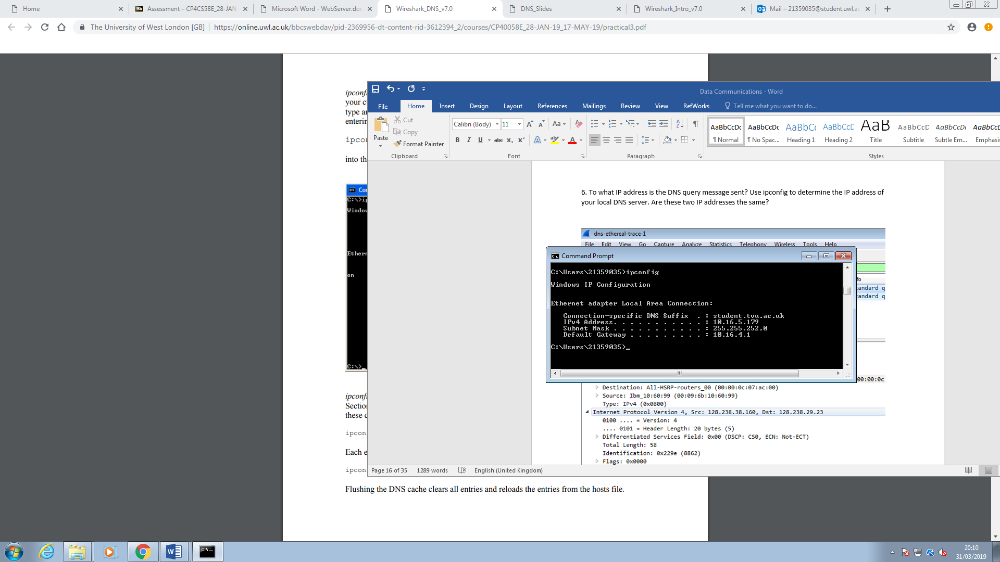 Home
Assessment – CP4CS58E_28-JAN
Microsoft Word - WebServer.doc
Wireshark_DNS_v7.0
DNS_Slides
Wireshark_Intro_v7.0
Mail – 21359035@student.uwl.ac
The University of West London [GB] | https://online.uwl.ac.uk/bbcswebdav/pid-2369956-dt-content-rid-3612394_2/courses/CP40058E_28-JAN-19_17-MAY-19/practical3.pdf
Data Communications - Word
File Home Insert Design Layout References Mailings Review View RefWorks Tell me what you want to do...
Cut
Copy
Format Painter
Paste
Clipboard
Calibri (Body) 11
Font
Paragraph
AaBbCcDc AaBbCcDc AaBbCc AaBbCcD AaB AaBbCcD AaBbCcDc AaBbCcDc
¶ Normal ¶ No Spac... Heading 1 Heading 2 Title Subtitle Subtle Em... Emphasis
Styles
ipconf
your c
type a
enterin
ipcon
into th
Co
C:\>ip
Window
Ethern
on
C:\>_
6. To what IP address is the DNS query message sent? Use ipconfig to determine the IP address of
your local DNS server. Are these two IP addresses the same?
dns-ethereal-trace-1
File Edit View Go Capture Analyze Statistics Telephony Wireless Tools Help
Command Prompt
C:\Users\21359035>ipconfig
Windows IP Configuration
Ethernet adapter Local Area Connection:
Connection-specific DNS Suffix . : student.tvu.ac.uk
IPv4 Address. . . . . . . . . . . : 10.16.5.179
Subnet Mask . . . . . . . . . . . : 255.255.252.0
Default Gateway . . . . . . . . . : 10.16.4.1
C:\Users\21359035>_
fo
tandard q
tandard q
00:00:0c
Destination: All-HSRP-routers_00 (00:00:0c:07:ac:00)
Source: Ibm_10:60:99 (00:09:6b:10:60:99)
Type: IPv4 (0x0800)
Internet Protocol Version 4, Src: 128.238.38.160, Dst: 128.238.29.23
0100 .... = Version: 4
.... 0101 = Header Length: 20 bytes (5)
Differentiated Services Field: 0x00 (DSCP: CS0, ECN: Not-ECT)
Total Length: 58
Identification: 0x229e (8862)
Flags: 0x0000
ipconf
Section
these c
ipcon
Each e
ipcon
Page 16 of 35 1289 words English (United Kingdom)
Flushing the DNS cache clears all entries and reloads the entries from the hosts file.
20:10
31/03/2019